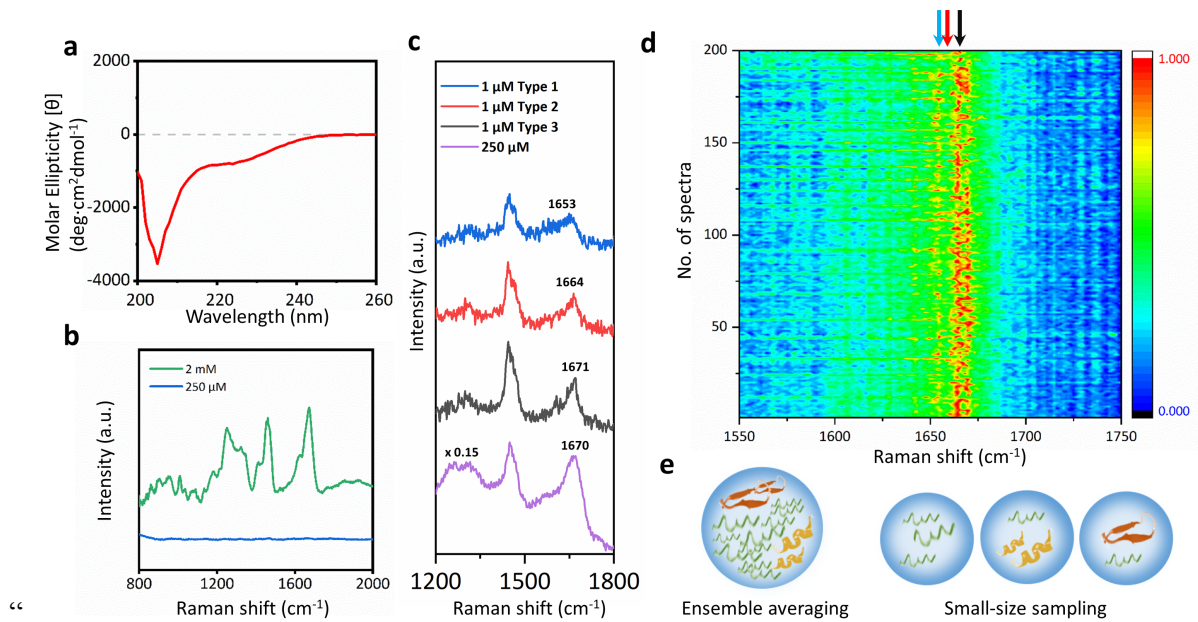 a
2000
0
-2000
-4000
200
220
240
260
Molar Ellipticity [θ]
(deg·cm²dmol⁻¹)
Wavelength (nm)
b
2 mM
250 µM
Intensity (a.u.)
800
1200
1600
2000
Raman shift (cm⁻¹)
c
1 µM Type 1
1 µM Type 2
1 µM Type 3
250 µM
1653
1664
1671
x 0.15
1670
Intensity (a.u.)
1200
1500
1800
Raman shift (cm⁻¹)
d
200
150
100
50
No. of spectra
1550
1600
1650
1700
1750
Raman shift (cm⁻¹)
1.000
0.000
e
Ensemble averaging
Small-size sampling
“